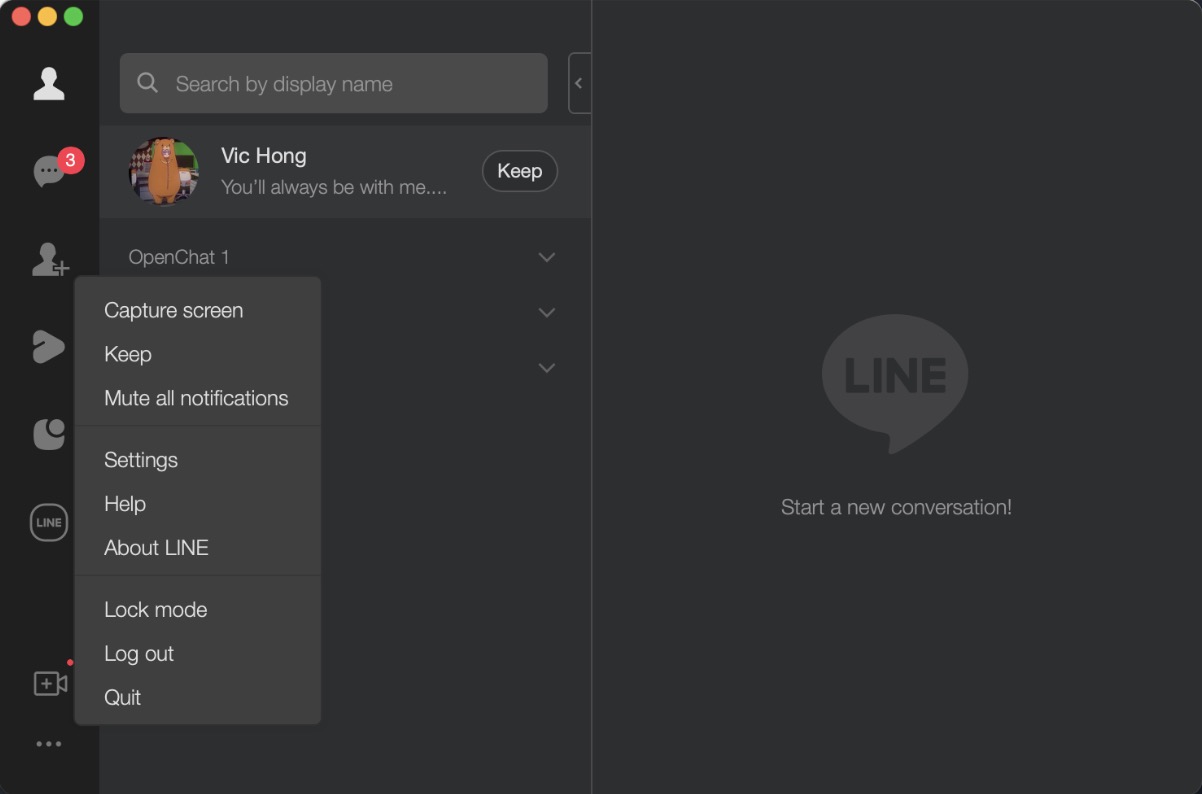 Search by display name
3
Vic Hong
You’ll always be with me....
Keep
OpenChat 1
Capture screen
Keep
Mute all notifications
Settings
Help
About LINE
Lock mode
Log out
Quit
LINE
LINE
Start a new conversation!